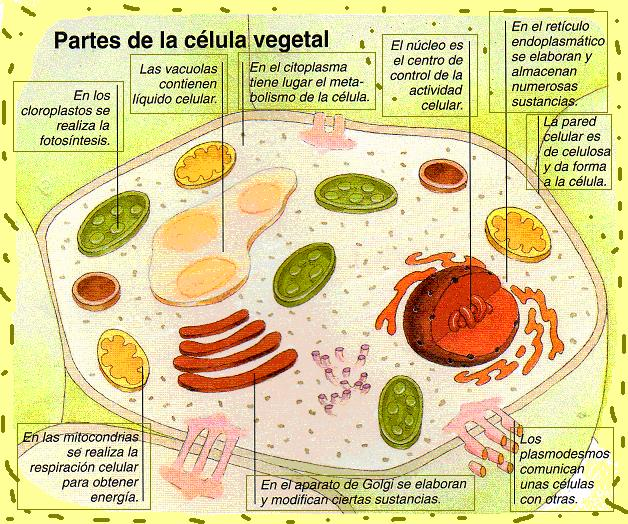 Partes de la célula vegetal
En los
cloroplastos se
realiza la
fotosíntesis.
Las vacuolas
contienen
líquido celular.
En el citoplasma
tiene lugar el meta-
bolismo de la célula.
El núcleo es
el centro de
control de la
actividad
celular.
En el retículo
endoplasmático
se elaboran y
almacenan
numerosas
sustancias.
La pared
celular es
de celulosa
y da forma
a la célula.
En las mitocondrias
se realiza la
respiración celular
para obtener
energía.
En el aparato de Golgi se elaboran
y modifican ciertas sustancias.
Los
plasmodesmos
comunican
unas células
con otras.